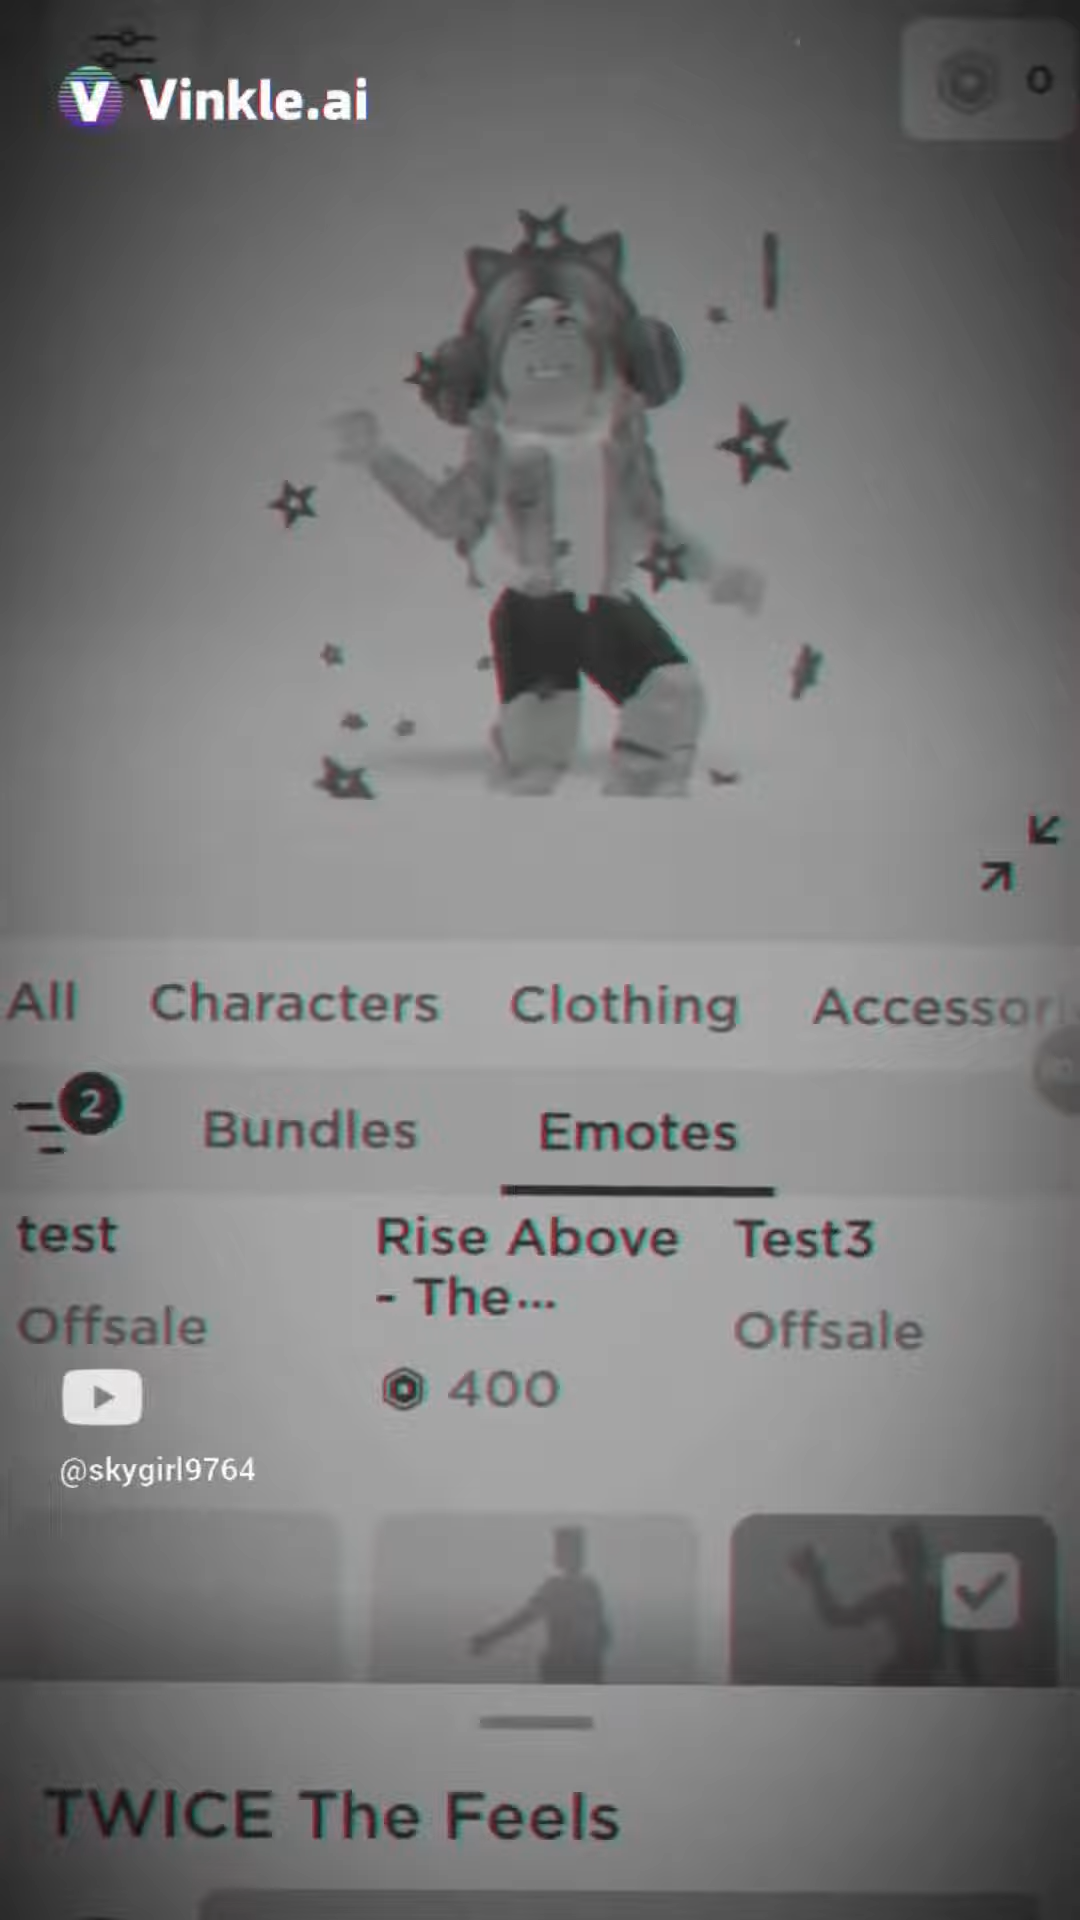 V Vinkle.ai
0
All Characters Clothing
2 Bundles Emotes
test
Offsale
Rise Above
- The...
400
Test3
Offsale
@skygirl9764
TWICE The Feels